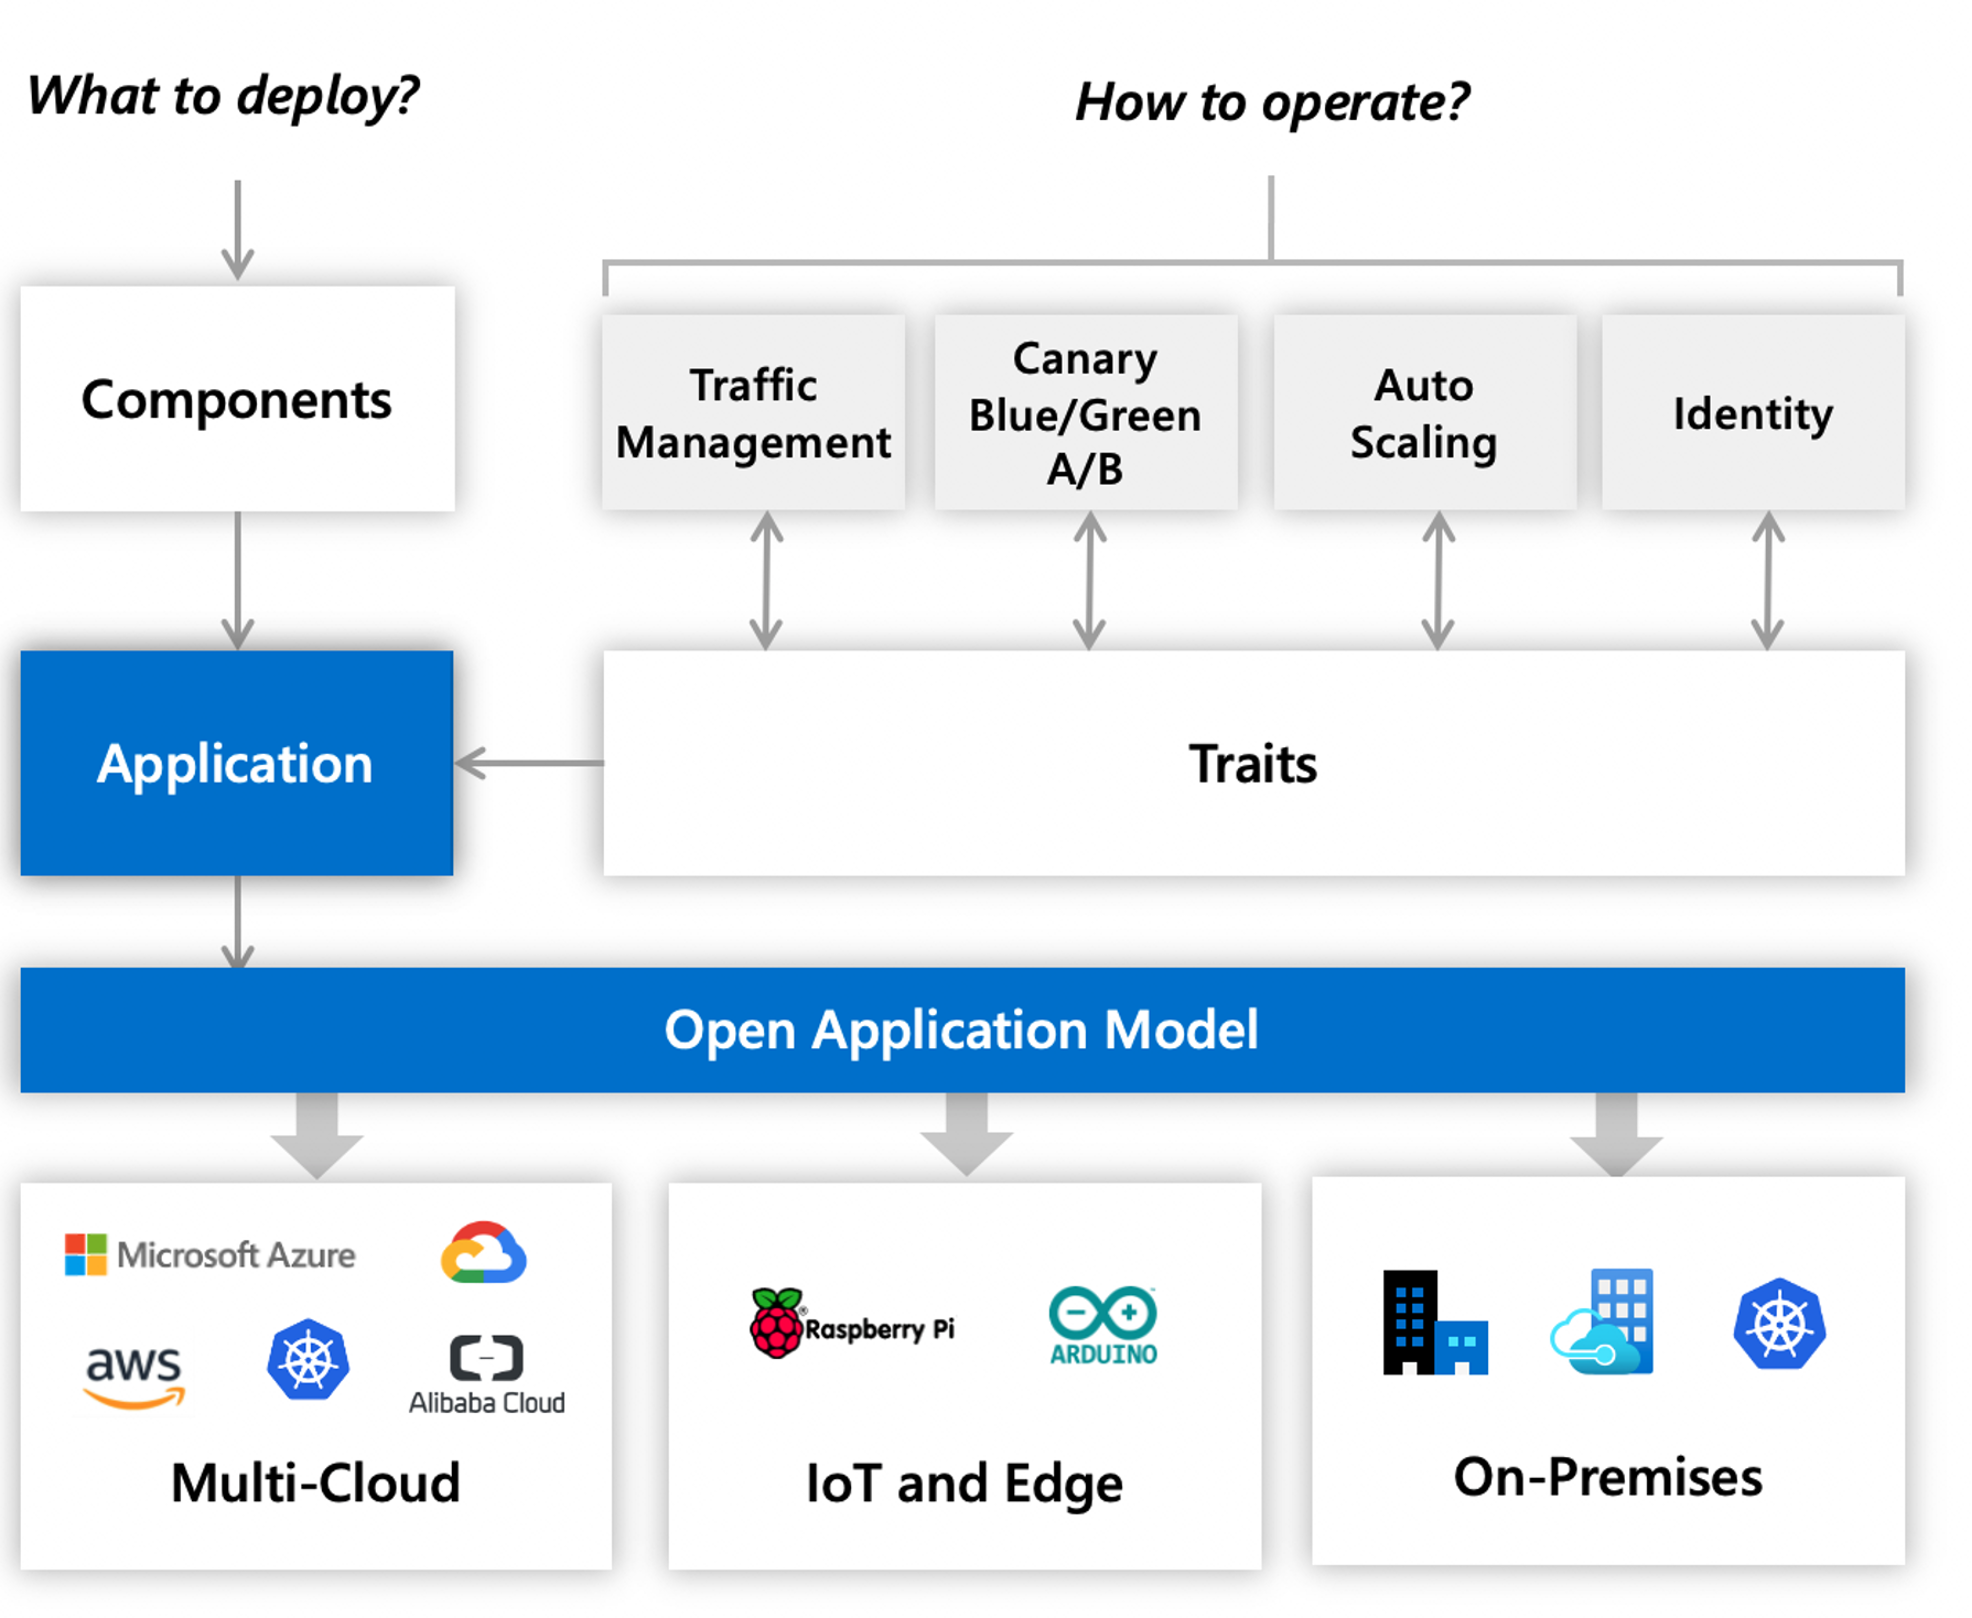 What to deploy?
How to operate?
Components
Traffic
Management
Canary
Blue/Green
A/B
Auto
Scaling
Identity
Application
Traits
Open Application Model
Microsoft Azure
aws
Alibaba Cloud
Multi-Cloud
Raspberry Pi
ARDUINO
IoT and Edge
On-Premises